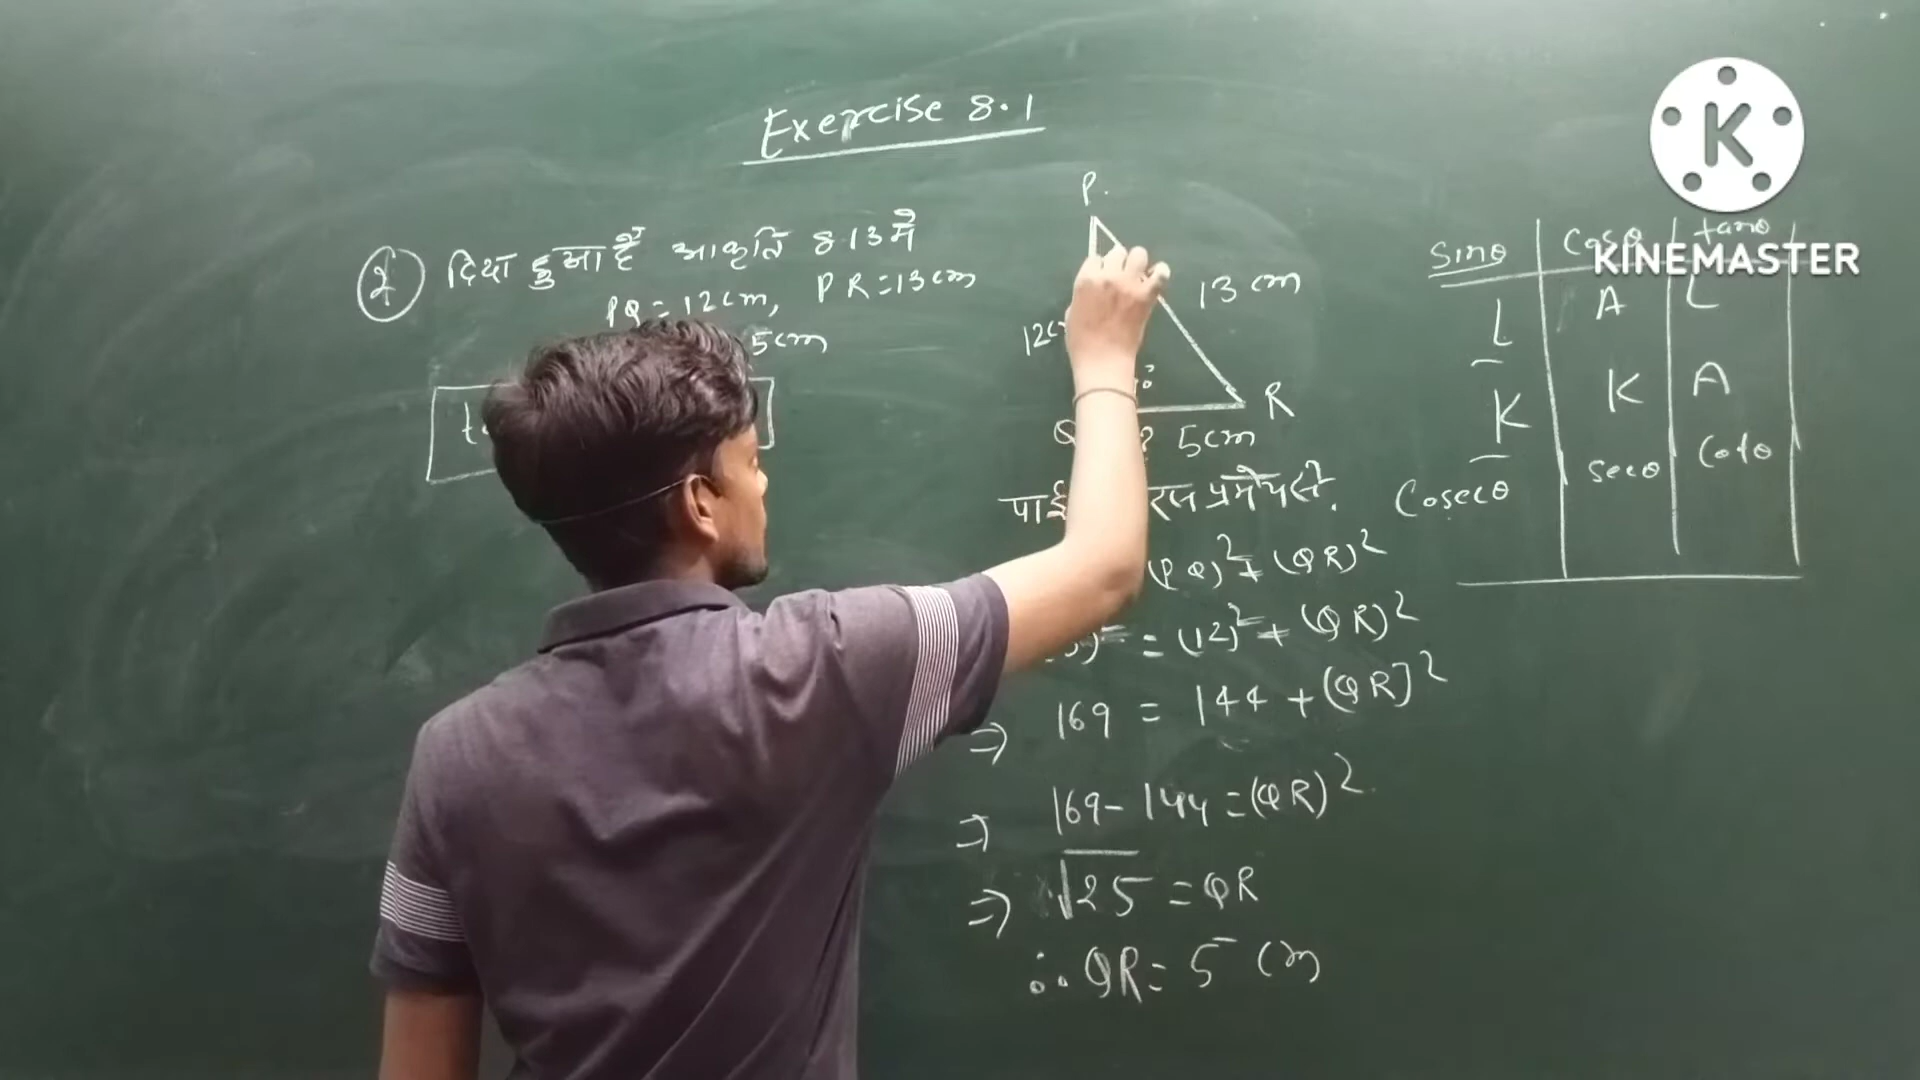 Exercise 8.1
2 दिया हुआ है आकृति 8.13 में
PQ = 12cm, PR = 13cm
5cm
P.
13 cm
12c
R
Q ? 5cm
पाई रस प्रमेय से.
(PQ)² + (QR)²
)² = (12)² + (QR)²
⇒ 169 = 144 + (QR)²
⇒ 169 - 144 = (QR)²
⇒ √25 = QR
∴ QR = 5 cm
Sinθ Cosθ tanθ
L A L
K K A
Cosecθ Secθ Cotθ
K
KINEMASTER